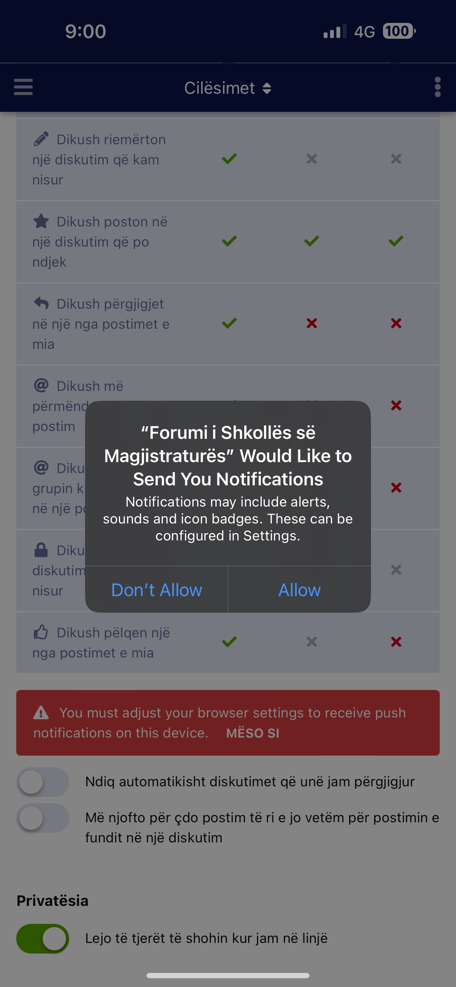 9:00
4G
100
Cilësimet
Dikush riemërton
një diskutim që kam
nisur
Dikush poston në
një diskutim që po
ndjek
Dikush përgjigjet
në një nga postimet e
mia
@ Dikush më
përmend
postim
@ Diku
grupin k
në një po
Diku
diskutim
nisur
Dikush pëlqen një
nga postimet e mia
“Forumi i Shkollës së
Magjistraturës” Would Like to
Send You Notifications
Notifications may include alerts,
sounds and icon badges. These can be
configured in Settings.
Don’t Allow
Allow
You must adjust your browser settings to receive push
notifications on this device. MËSO SI
Ndiq automatikisht diskutimet që unë jam përgjigjur
Më njofto për çdo postim të ri e jo vetëm për postimin e
fundit në një diskutim
Privatësia
Lejo të tjerët të shohin kur jam në linjë